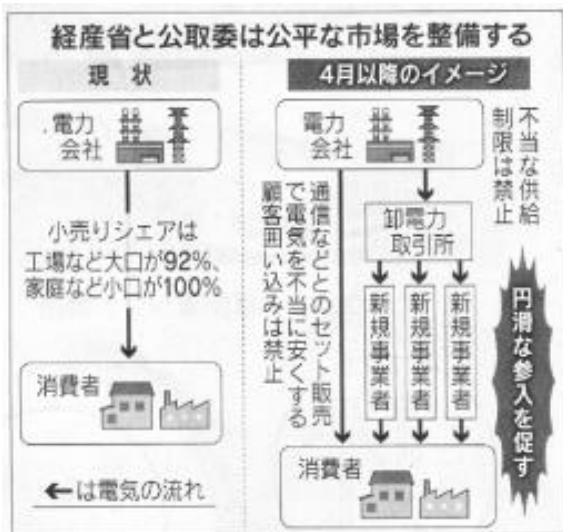 経産省と公取委は公平な市場を整備する
現状
電力
会社
小売りシェアは
工場など大口が92%、
家庭など小口が100%
消費者
←は電気の流れ
4月以降のイメージ
電力
会社
不当な供給
制限は禁止
通信などとのセット販売
で電気を不当に安くする
顧客囲い込みは禁止
卸電力
取引所
新規事業者
新規事業者
新規事業者
円滑な参入を促す
消費者